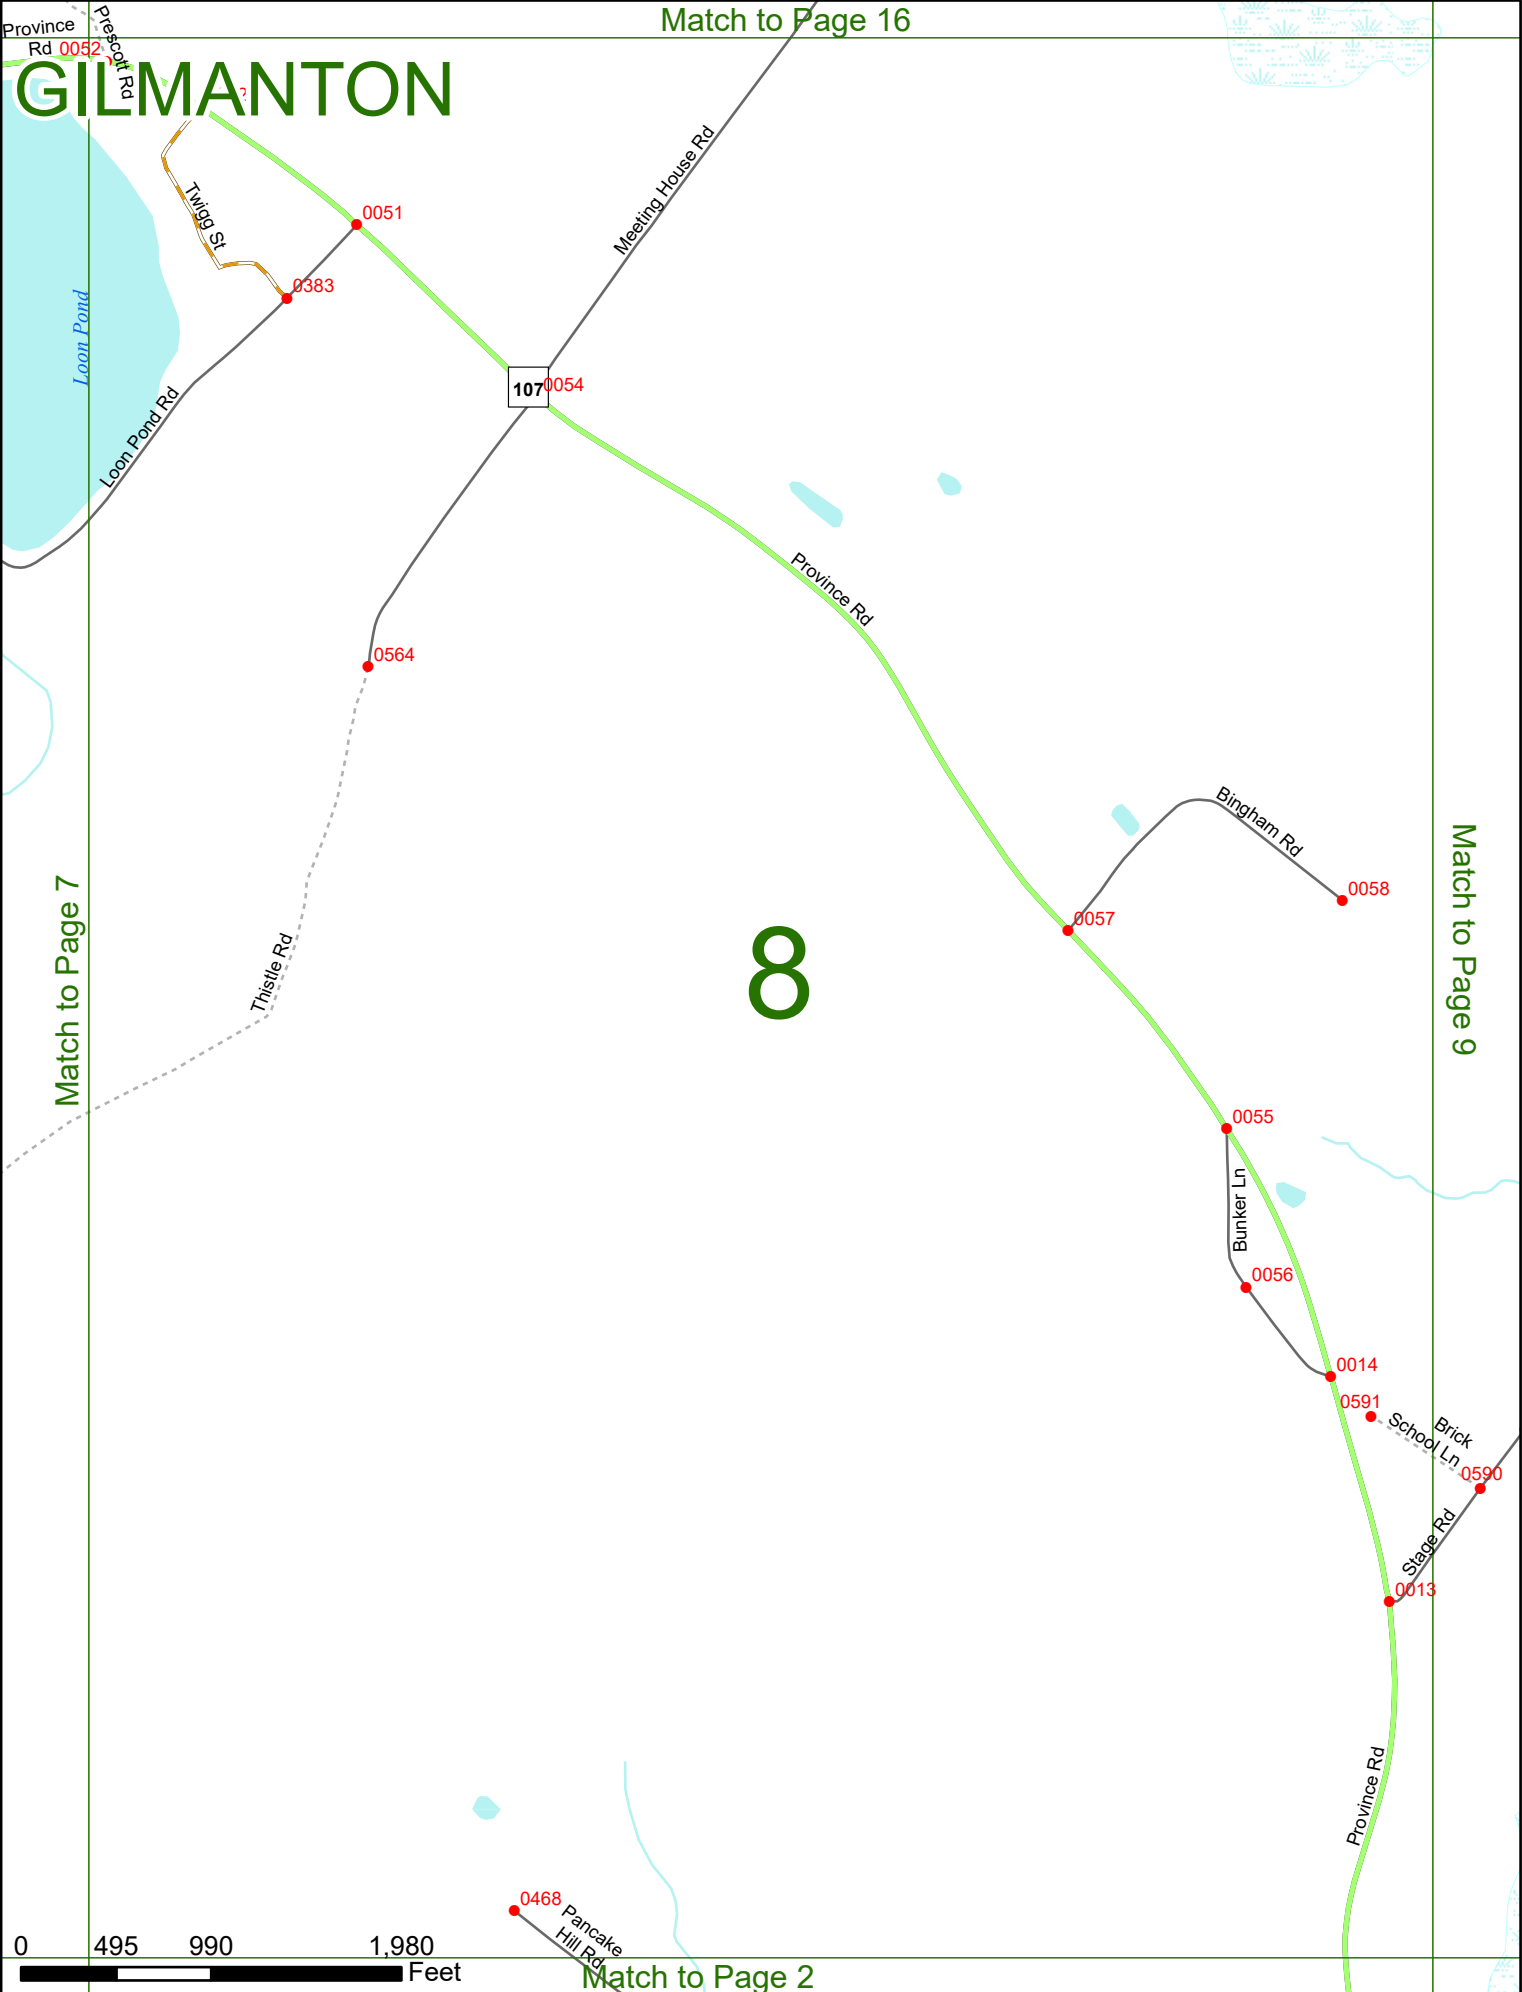 Match to Page 16
Province
Rd
0052
Prescott Rd
GILMANTON
Twigg St
0051
Meeting House Rd
0383
Loon Pond
107
0054
Loon Pond Rd
Province Rd
0564
Bingham Rd
0058
Match to Page 7
Match to Page 9
0057
8
Thistle Rd
0055
Bunker Ln
0056
0014
0591
Brick
School Ln
0590
Stage Rd
0013
Province Rd
0468
Pancake
Hill Rd
0 495 990 1,980
Feet
Match to Page 2